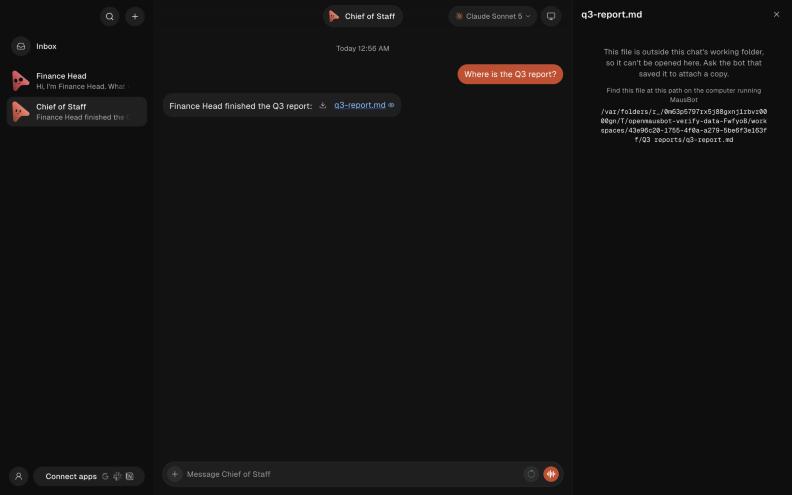 Inbox
Finance Head
Hi, I'm Finance Head. What
Chief of Staff
Finance Head finished the
Connect apps
Chief of Staff
Claude Sonnet 5
Today 12:56 AM
Where is the Q3 report?
Finance Head finished the Q3 report: q3-report.md
Message Chief of Staff
q3-report.md
This file is outside this chat's working folder,
so it can't be opened here. Ask the bot that
saved it to attach a copy.
Find this file at this path on the computer running
MausBot
/var/folders/r_/0m63p5797rx5j88gxnjlrbvr00
00gn/T/openmausbot-verify-data-FwfyoB/work
spaces/43e96c20-1755-4f0a-a279-5be6f3e163f
f/Q3 reports/q3-report.md